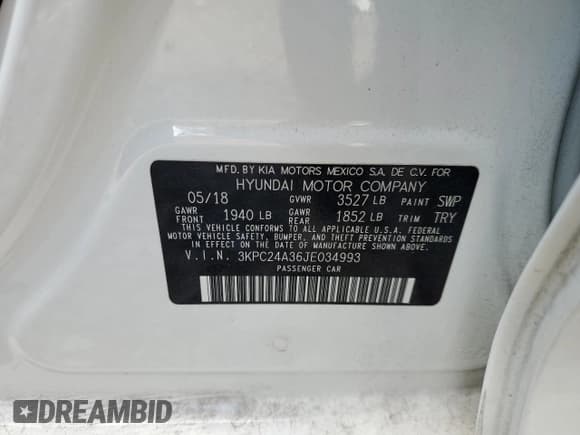 MFD. BY KIA MOTORS MEXICO S.A. DE C.V. FOR
HYUNDAI MOTOR COMPANY
05/18 GVWR 3527 LB PAINT SWP
GAWR FRONT 1940 LB GAWR REAR 1852 LB TRIM TRY
THIS VEHICLE CONFORMS TO ALL APPLICABLE U.S.A. FEDERAL
MOTOR VEHICLE SAFETY, BUMPER, AND THEFT PREVENTION STANDARDS
IN EFFECT ON THE DATE OF MANUFACTURE SHOWN ABOVE.
V.I.N. 3KPC24A36JE034993
PASSENGER CAR
DREAMBID